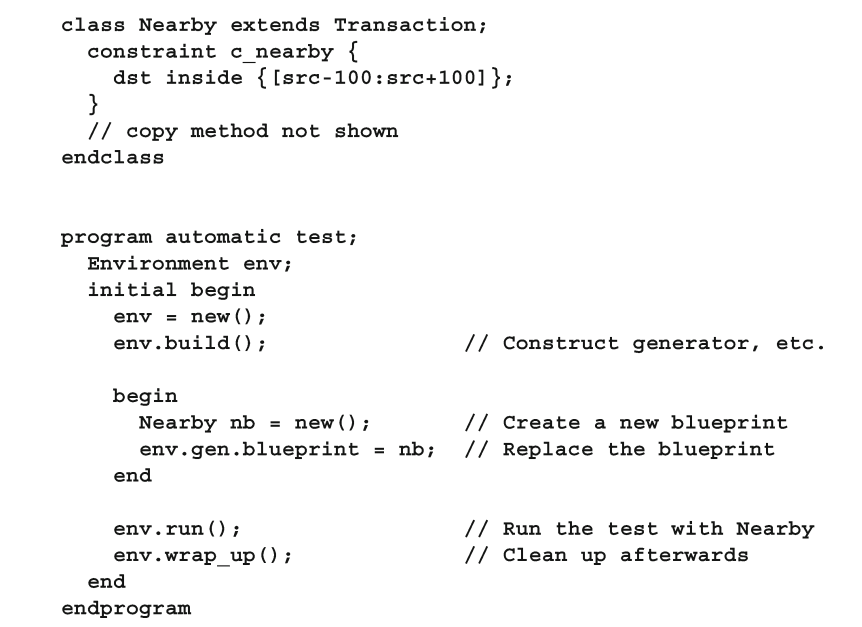 class Nearby extends Transaction;
  constraint c_nearby {
    dst inside {[src-100:src+100]};
  }
  // copy method not shown
endclass

program automatic test;
  Environment env;
  initial begin
    env = new();
    env.build();                // Construct generator, etc.

    begin
      Nearby nb = new();        // Create a new blueprint
      env.gen.blueprint = nb;   // Replace the blueprint
    end

    env.run();                  // Run the test with Nearby
    env.wrap_up();              // Clean up afterwards
  end
endprogram